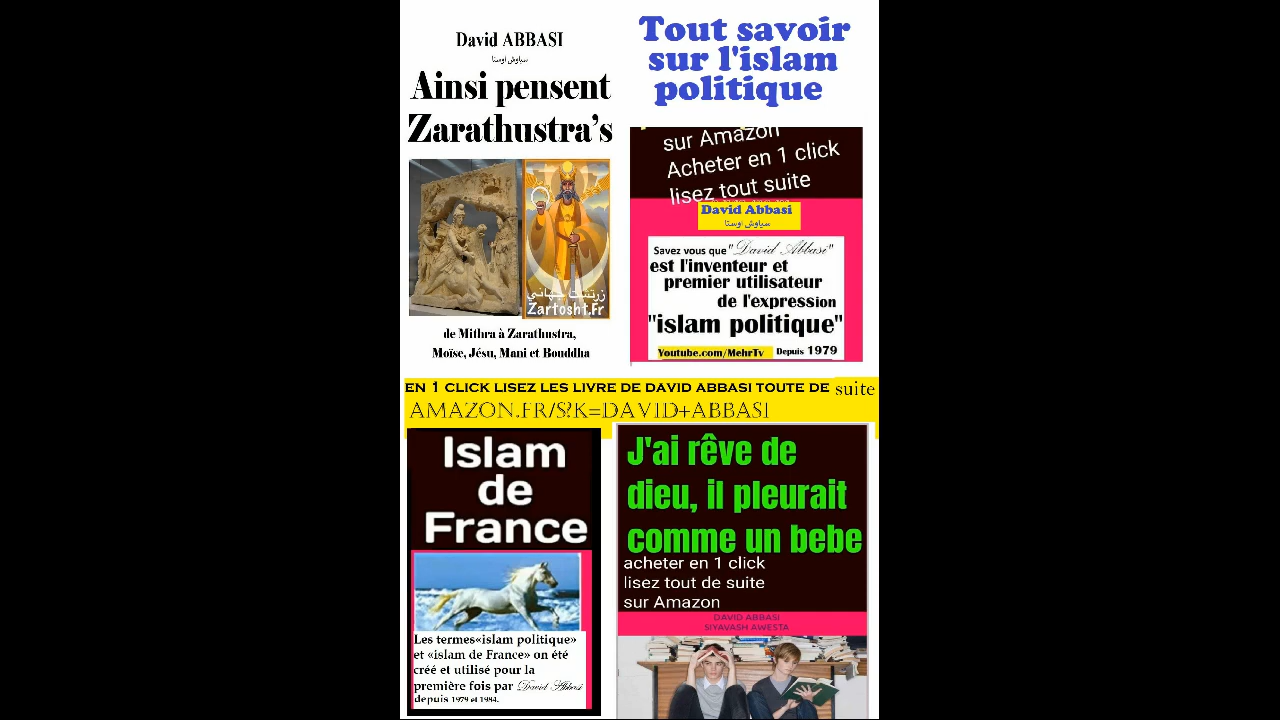 David ABBASI
سیاوش اوستا
Ainsi pensent
Zarathustra's
زرتشت جهاني
Zartosht.Fr
de Mithra à Zarathustra,
Moïse, Jésu, Mani et Bouddha
Tout savoir
sur l'islam
politique
sur Amazon
Acheter en 1 click
lisez tout suite
David Abbasi
سیاوش اوستا
Savez vous que "David Abbasi"
est l'inventeur et
premier utilisateur
de l'expression
"islam politique"
Youtube.com/MehrTv Depuis 1979
EN 1 CLICK LISEZ LES LIVRE DE DAVID ABBASI TOUTE DE suite
AMAZON.FR/S?K=DAVID+ABBASI
Islam
de
France
Les termes«islam politique»
et «islam de France» on été
créé et utilisé pour la
première fois par David Abbasi
depuis 1979 et 1984.
J'ai rêve de
dieu, il pleurait
comme un bebe
acheter en 1 click
lisez tout de suite
sur Amazon
DAVID ABBASI
SIYAVASH AWESTA